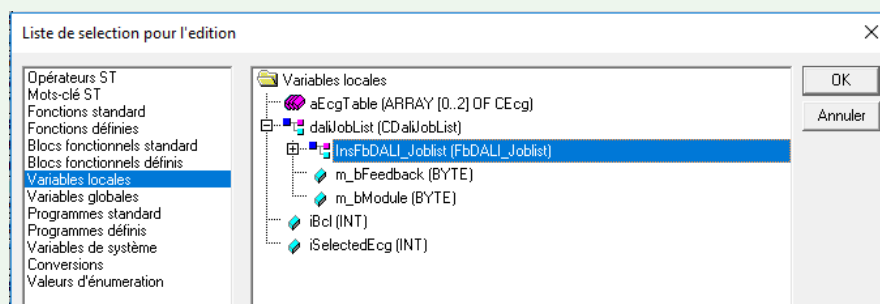 Liste de selection pour l'edition
Opérateurs ST
Mots-clé ST
Fonctions standard
Fonctions définies
Blocs fonctionnels standard
Blocs fonctionnels définis
Variables locales
Variables globales
Programmes standard
Programmes définis
Variables de système
Conversions
Valeurs d'énumeration
Variables locales
aEcgTable (ARRAY [0..2] OF CEcg)
daliJobList (CDaliJobList)
InsFbDALI_Joblist (FbDALI_Joblist)
m_bFeedback (BYTE)
m_bModule (BYTE)
iBcl (INT)
iSelectedEcg (INT)
OK
Annuler